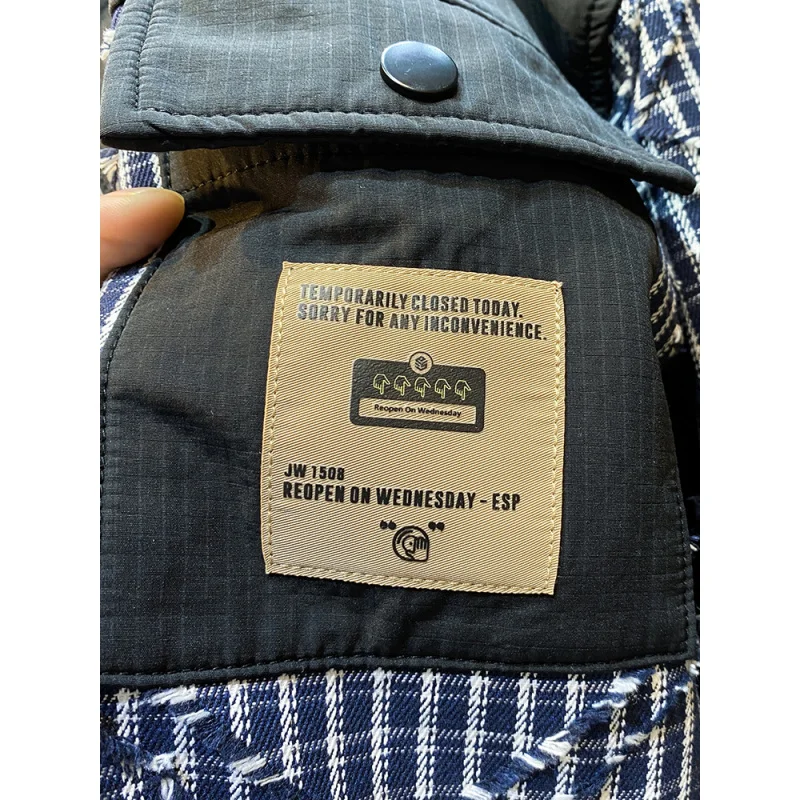 TEMPORARILY CLOSED TODAY.
SORRY FOR ANY INCONVENIENCE.
Reopen On Wednesday
JW 1508
REOPEN ON WEDNESDAY - ESP